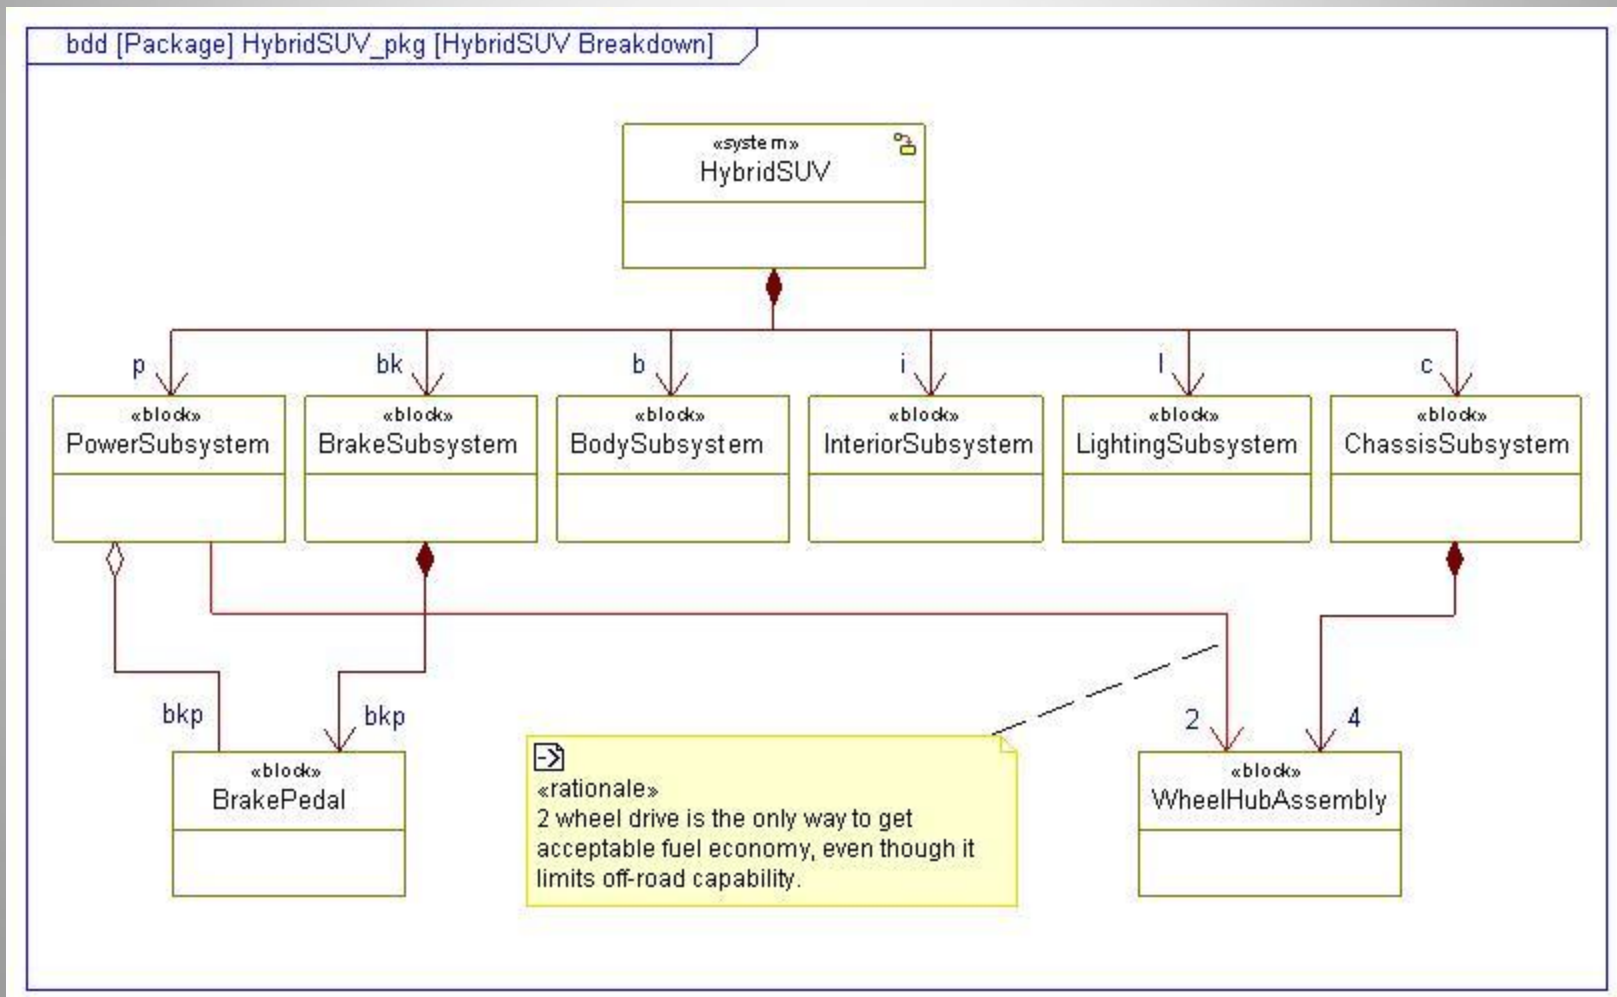 bdd [Package] HybridSUV_pkg [HybridSUV Breakdown]
«system»
HybridSUV
p
bk
b
i
l
c
«block»
PowerSubsystem
«block»
BrakeSubsystem
«block»
BodySubsystem
«block»
InteriorSubsystem
«block»
LightingSubsystem
«block»
ChassisSubsystem
bkp
bkp
2
4
«block»
BrakePedal
«rationale»
2 wheel drive is the only way to get
acceptable fuel economy, even though it
limits off-road capability.
«block»
WheelHubAssembly